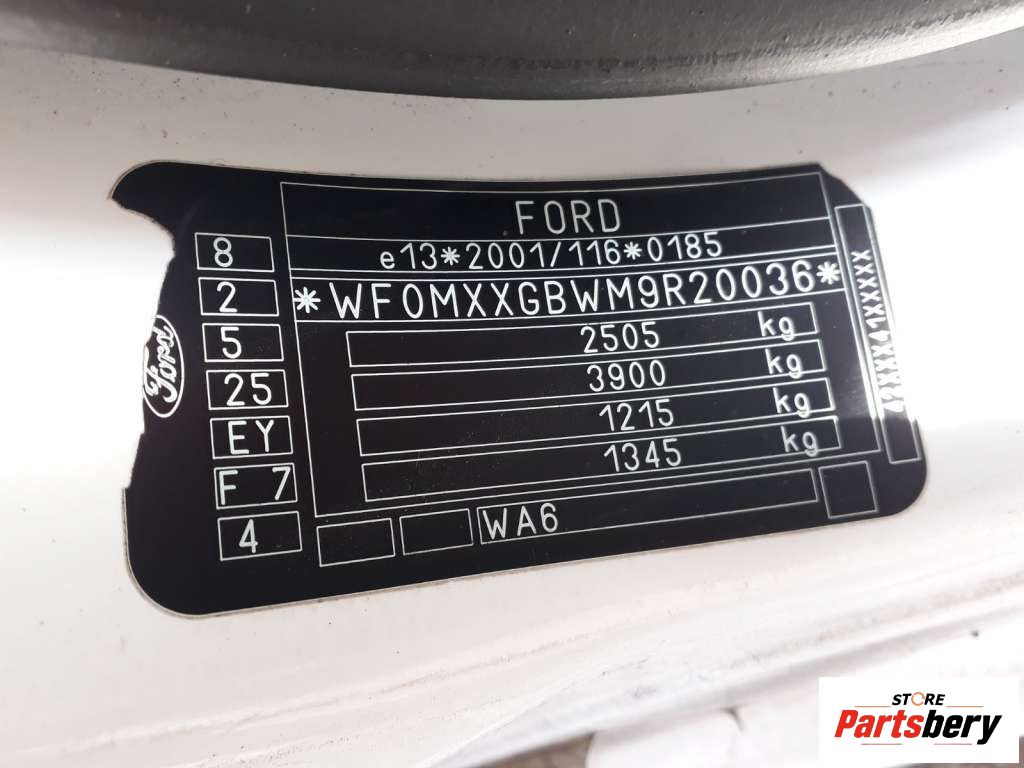 FORD
e13*2001/116*0185
*WF0MXXGBWM9R20036*
2505 kg
3900 kg
1215 kg
1345 kg
WA6
8
2
5
25
EY
F 7
4
Ford
STORE
Partsbery